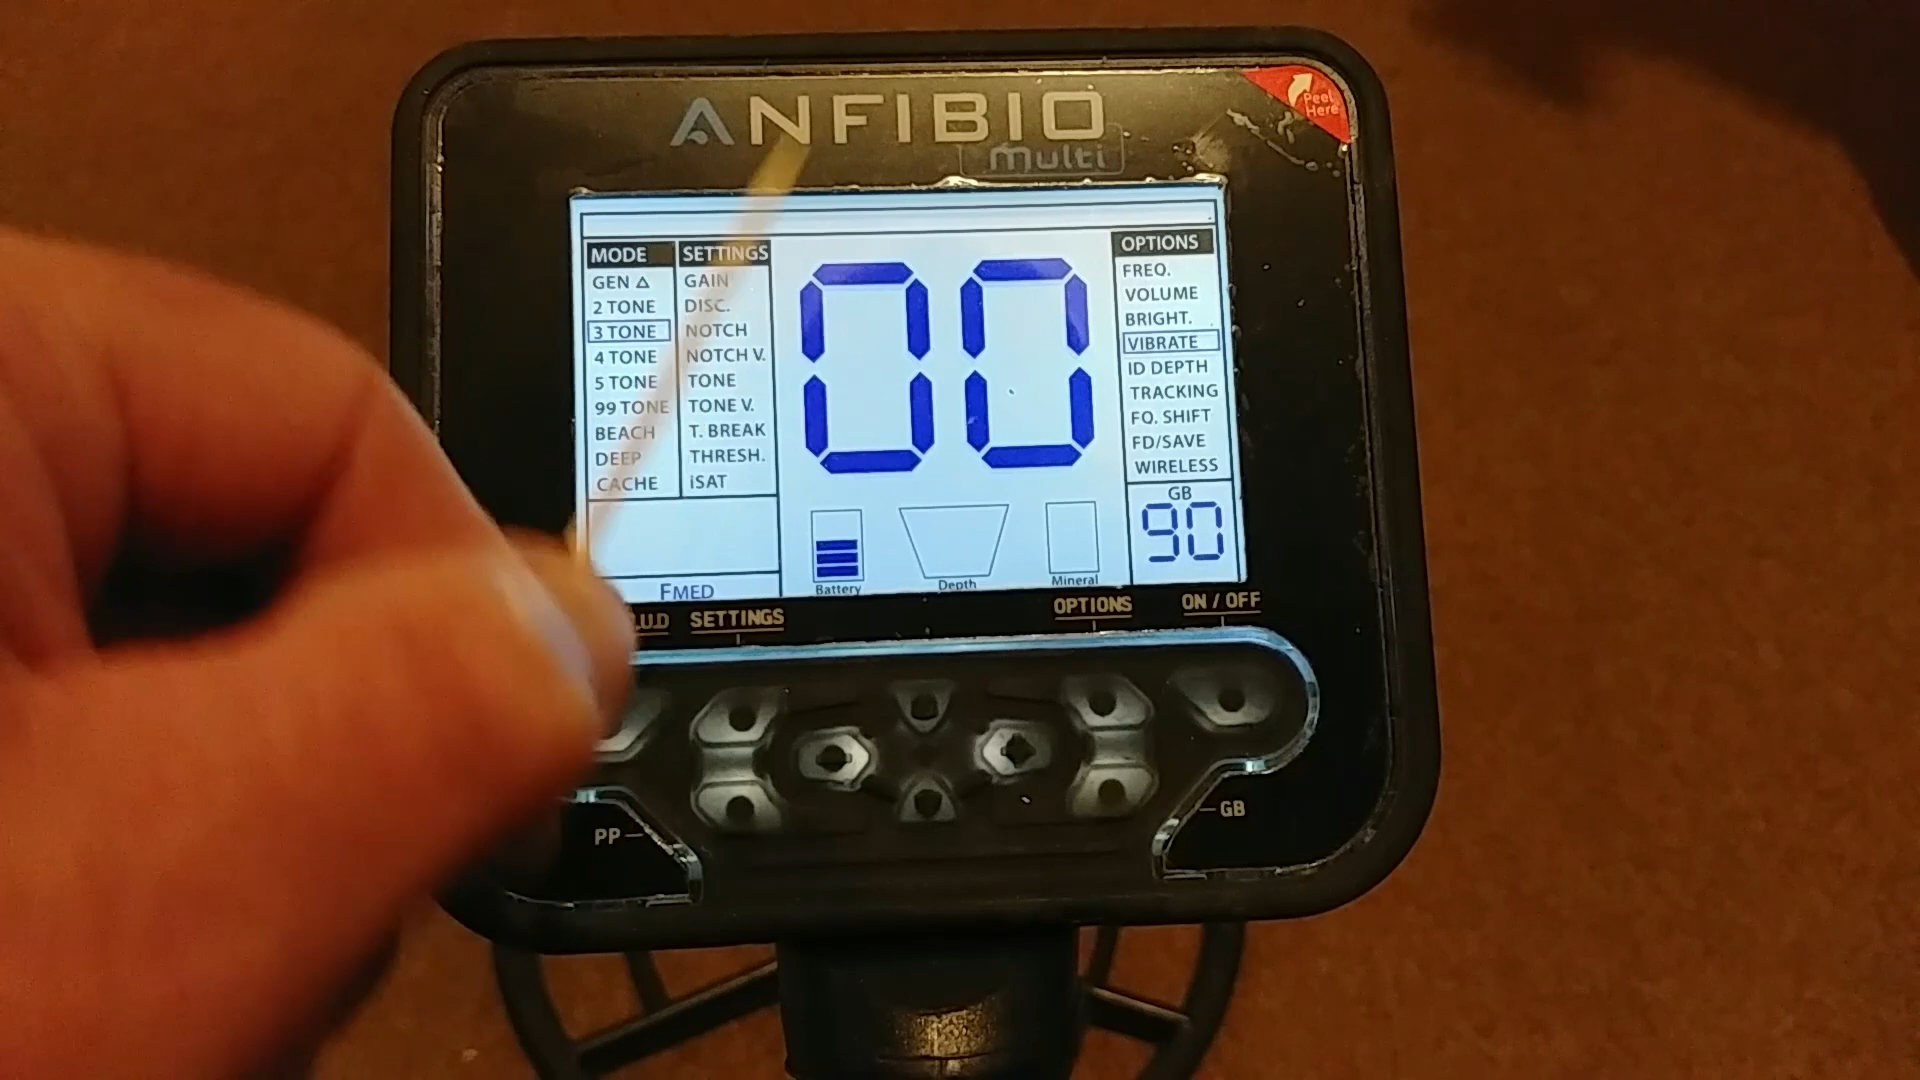 ANFIBIO
multi
Peel
Here
MODE
GEN
2 TONE
3 TONE
4 TONE
5 TONE
99 TONE
BEACH
DEEP
CACHE
SETTINGS
GAIN
DISC.
NOTCH
NOTCH V.
TONE
TONE V.
T. BREAK
THRESH.
iSAT
00
OPTIONS
FREQ.
VOLUME
BRIGHT.
VIBRATE
ID DEPTH
TRACKING
FQ. SHIFT
FD/SAVE
WIRELESS
GB
90
FMED
Battery
Depth
Mineral
SETTINGS
OPTIONS
ON / OFF
PP
GB